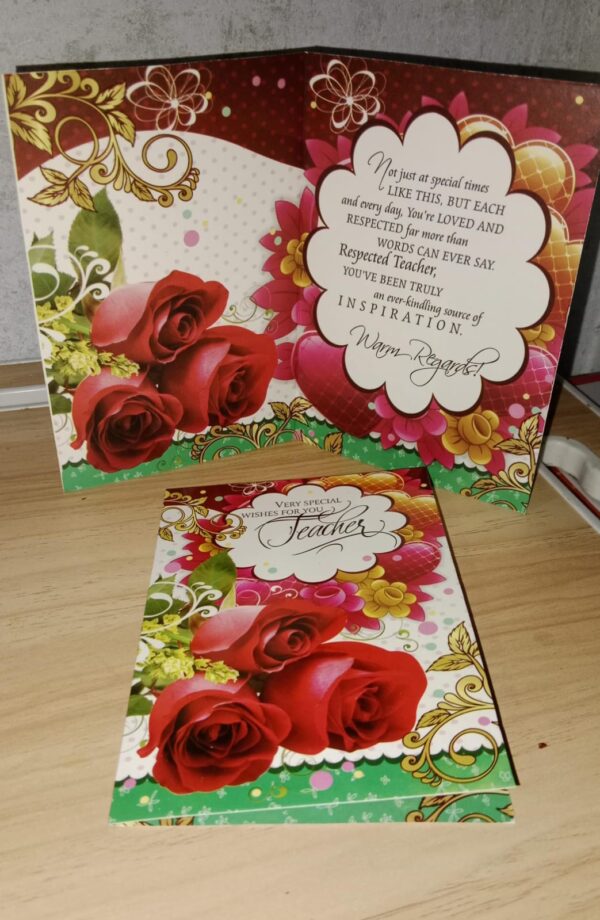 Not just at special times
LIKE THIS, BUT EACH
and every day, You're LOVED AND
RESPECTED far more than
WORDS CAN EVER SAY.
Respected Teacher,
YOU'VE BEEN TRULY
an ever-kindling source of
INSPIRATION.
Warm Regards!
VERY SPECIAL
WISHES FOR YOU
Teacher